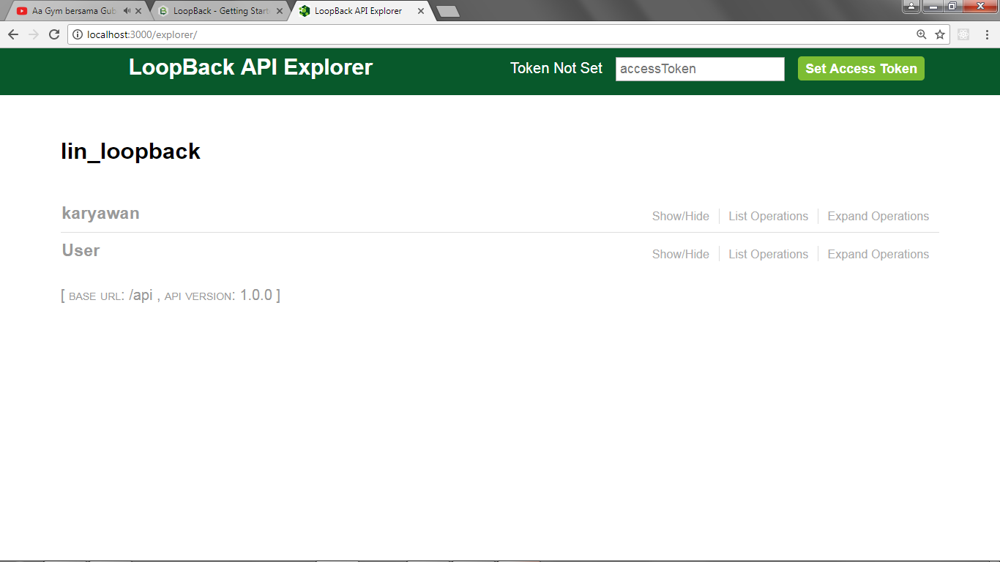 Aa Gym bersama Gub
LoopBack - Getting Start
LoopBack API Explorer
localhost:3000/explorer/
LoopBack API Explorer
Token Not Set
accessToken
Set Access Token
lin_loopback
karyawan
Show/Hide
List Operations
Expand Operations
User
Show/Hide
List Operations
Expand Operations
[ BASE URL: /api , API VERSION: 1.0.0 ]